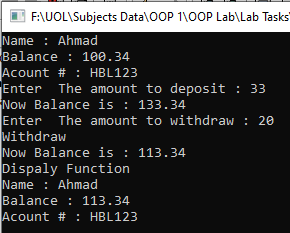 F:\UOL\Subjects Data\OOP 1\OOP Lab\Lab Tasks\
Name : Ahmad
Balance : 100.34
Acount # : HBL123
Enter  The amount to deposit : 33
Now Balance is : 133.34
Enter  The amount to withdraw : 20
Withdraw
Now Balance is : 113.34
Dispaly Function
Name : Ahmad
Balance : 113.34
Acount # : HBL123